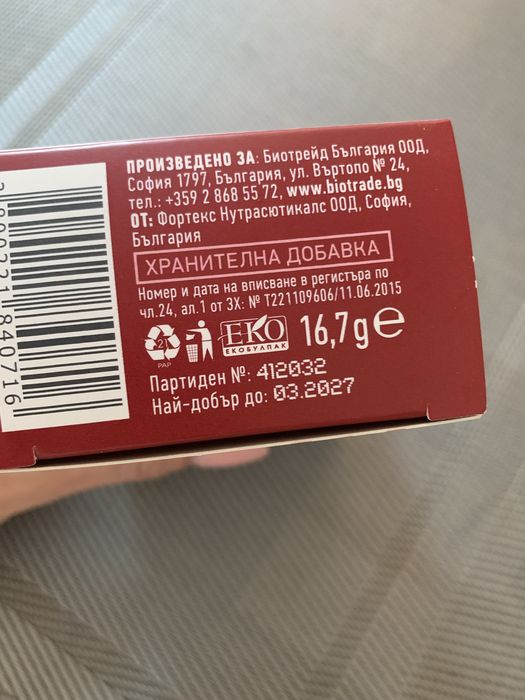 ПРОИЗВЕДЕНО ЗА: Биотрейд България ООД,
София 1797, България, ул. Въртопо № 24,
тел.: +359 2 868 55 72, www.biotrade.bg
ОТ: Фортекс Нутрасютикалс ООД, София,
България
ХРАНИТЕЛНА ДОБАВКА
Номер и дата на вписване в регистъра по
чл.24, ал.1 от ЗХ: № Т221109606/11.06.2015
21
PAP
ЕКО
ЕКОБУЛПАК
16,7g℮
Партиден №: 412032
Най-добър до: 03.2027
840716